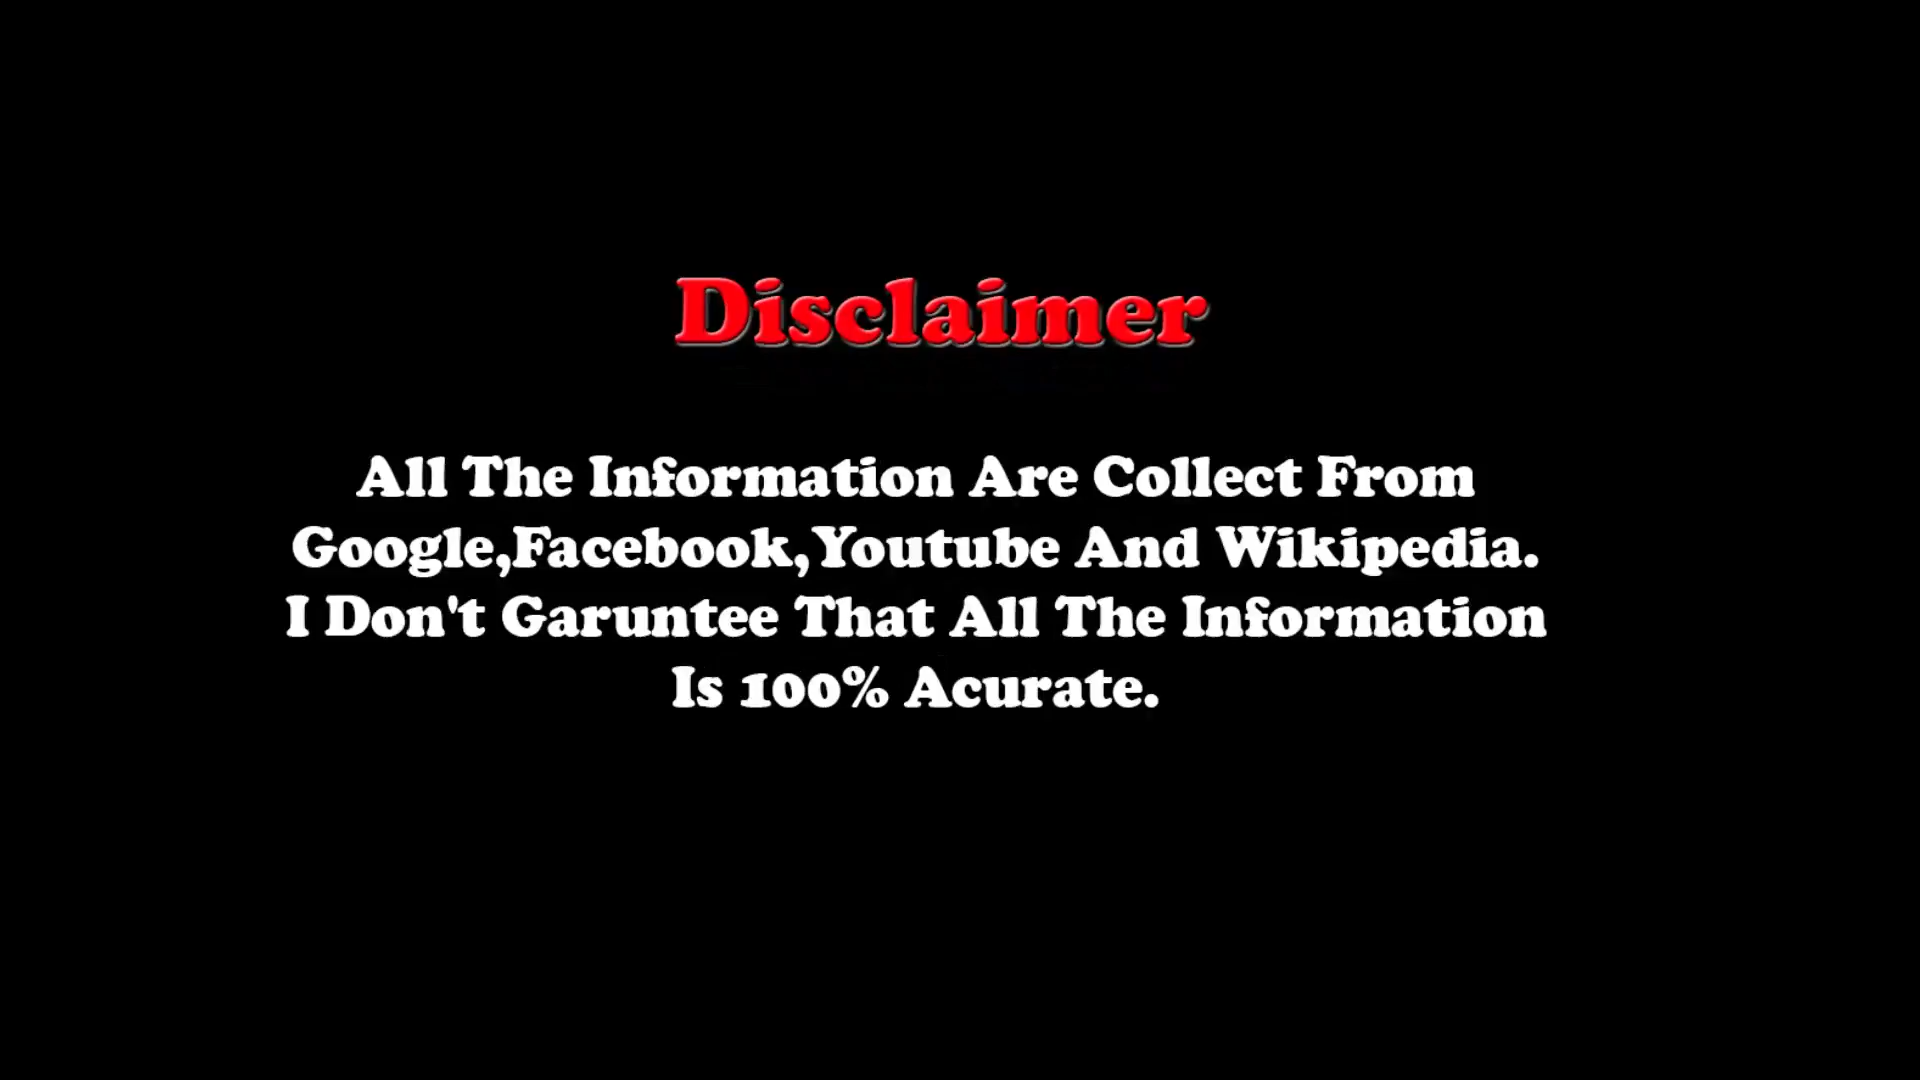 Disclaimer
All The Information Are Collect From
Google,Facebook,Youtube And Wikipedia.
I Don't Garuntee That All The Information
Is 100% Acurate.